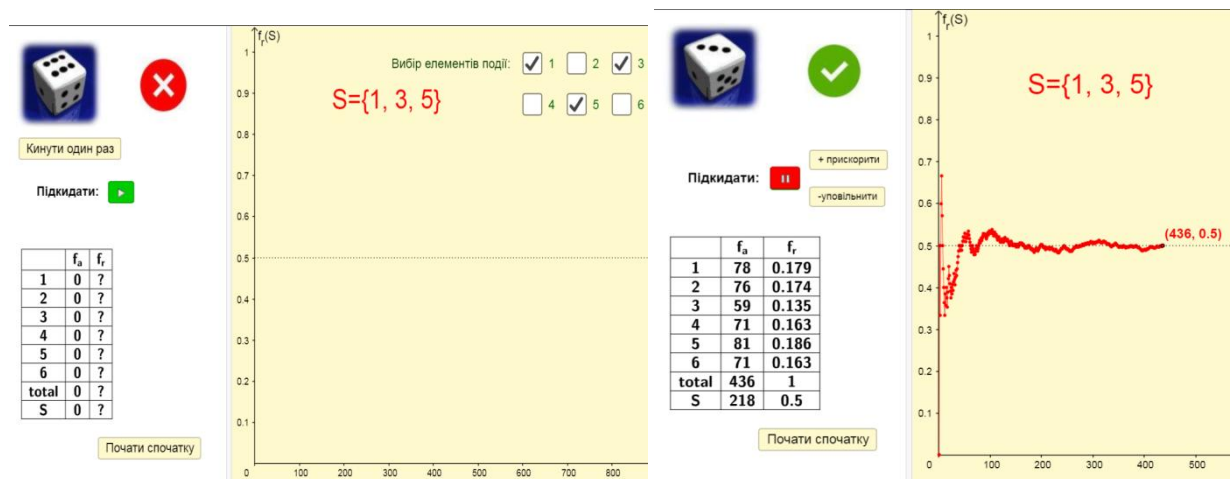 f_r(S)
1
Вибір елементів події: 1 2 3
0.9
S={1, 3, 5}
4 5 6
0.8
Кинути один раз
0.7
Підкидати:
0.6
f_a f_r
1 0 ?
2 0 ?
3 0 ?
4 0 ?
5 0 ?
6 0 ?
total 0 ?
S 0 ?
0.5
0.4
0.3
0.2
0.1
Почати спочатку
0 100 200 300 400 500 600 700 800
f_r(S)
1
0.9
S={1, 3, 5}
0.8
+ прискорити
0.7
Підкидати:
-уповільнити
0.6
(436, 0.5)
f_a f_r
1 78 0.179
2 76 0.174
3 59 0.135
4 71 0.163
5 81 0.186
6 71 0.163
total 436 1
S 218 0.5
0.5
0.4
0.3
0.2
0.1
Почати спочатку
0 100 200 300 400 500